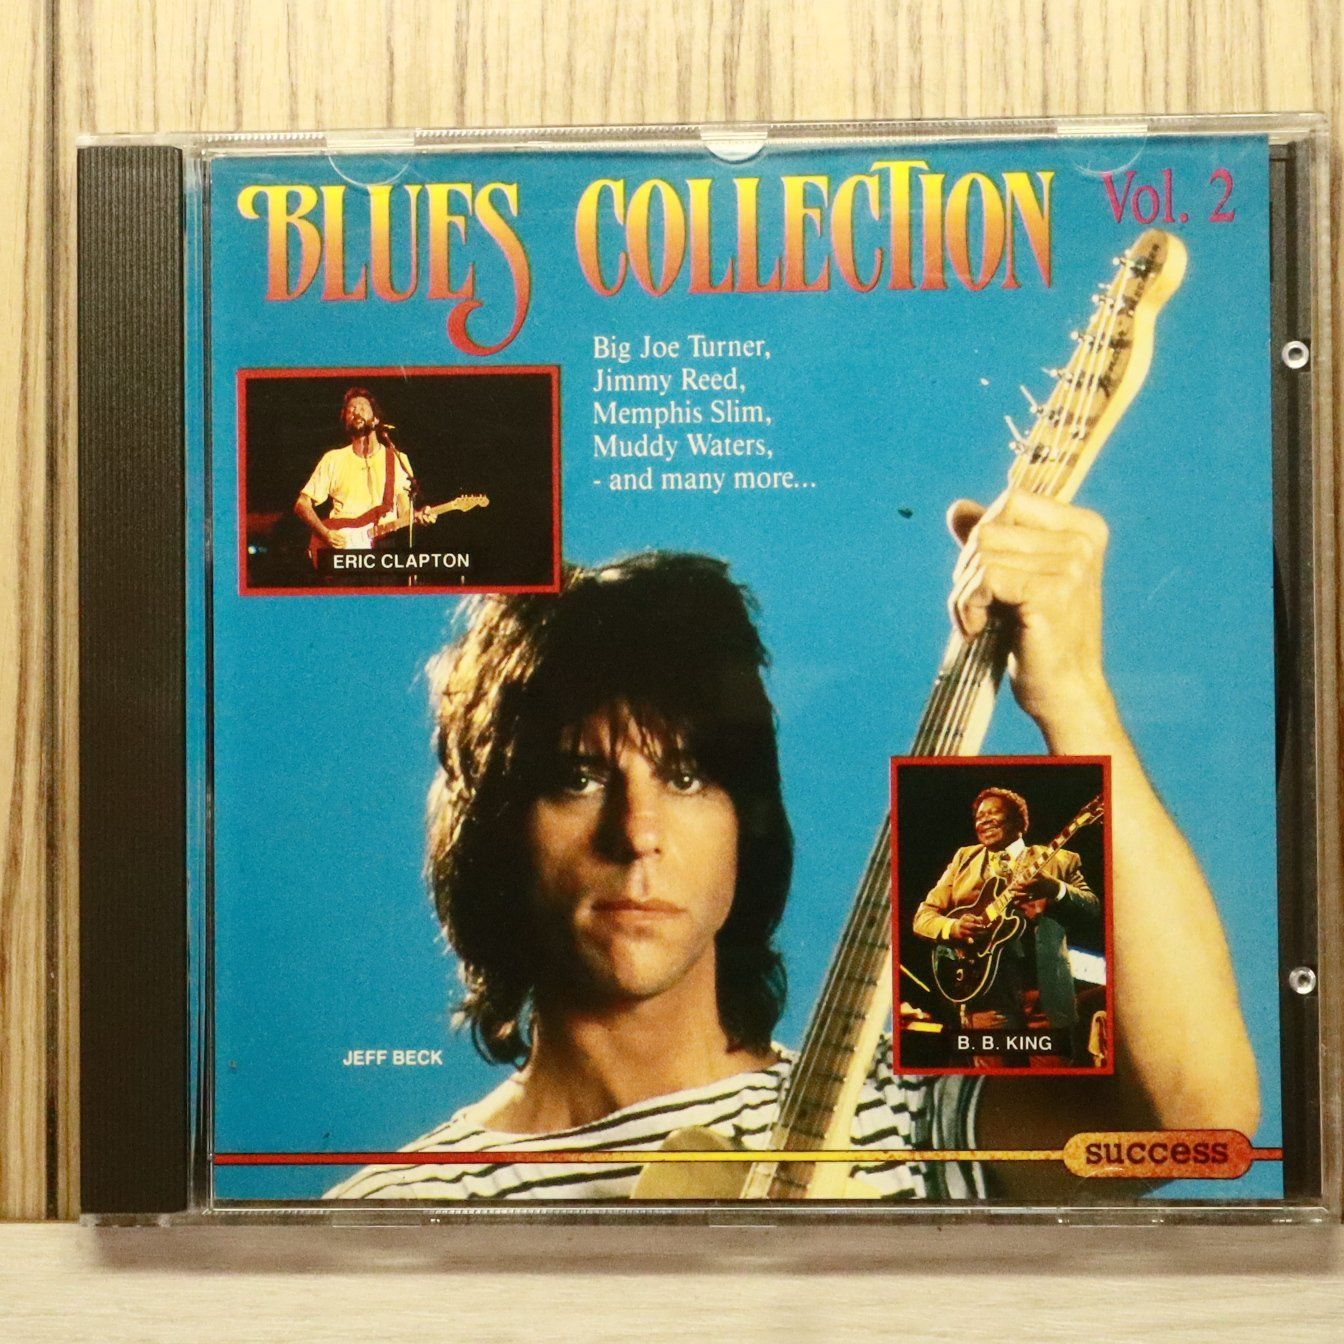 BLUES COLLECTION Vol. 2
Big Joe Turner,
Jimmy Reed,
Memphis Slim,
Muddy Waters,
- and many more...
ERIC CLAPTON
B. B. KING
JEFF BECK
success